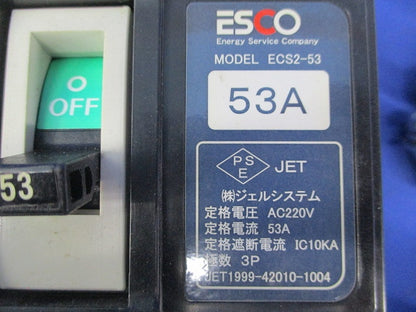 ESCO
Energy Service Company
MODEL ECS2-53
53A
OFF
53
PS
E
JET
㈱ジェルシステム
定格電圧 AC220V
定格電流 53A
定格遮断電流 IC10KA
極数 3P
JET1999-42010-1004